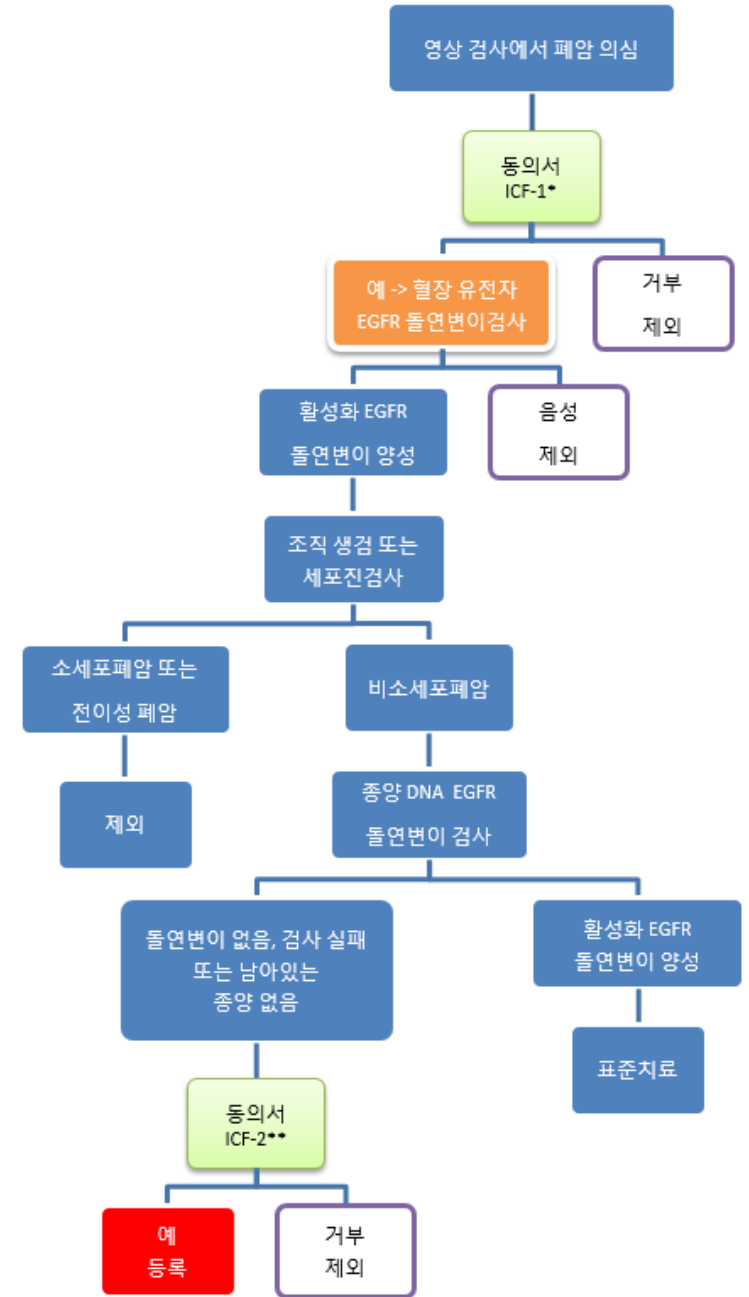 영상 검사에서 폐암 의심
동의서
ICF-1*
예 -> 혈장 유전자
EGFR 돌연변이검사
거부
제외
활성화 EGFR
돌연변이 양성
음성
제외
조직 생검 또는
세포진검사
소세포폐암 또는
전이성 폐암
비소세포폐암
제외
종양 DNA EGFR
돌연변이 검사
돌연변이 없음, 검사 실패
또는 남아있는
종양 없음
활성화 EGFR
돌연변이 양성
표준치료
동의서
ICF-2**
예
등록
거부
제외